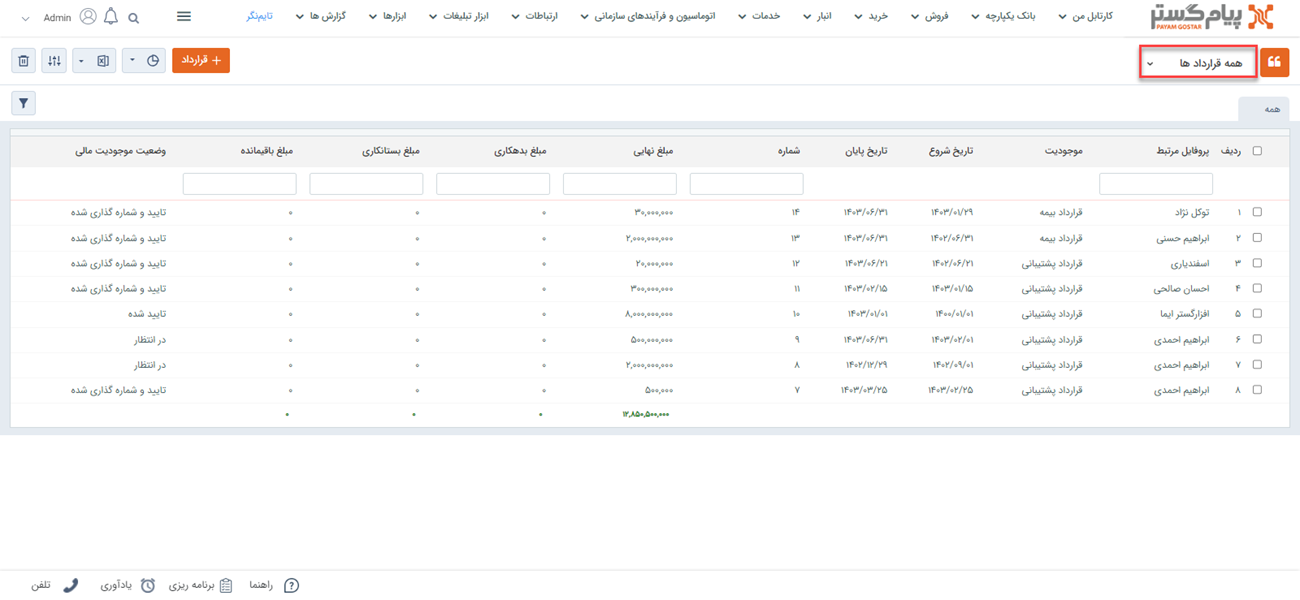 پیام گستر
PAYAM GOSTAR
کارتابل من بانک یکپارچه فروش خرید انبار خدمات اتوماسیون و فرآیندهای سازمانی ارتباطات ابزار تبلیغات ابزارها گزارش ها تایم‌نگر Admin
همه قرارداد ها
+ قرارداد
همه
ردیف پروفایل مرتبط موجودیت تاریخ شروع تاریخ پایان شماره مبلغ نهایی مبلغ بدهکاری مبلغ بستانکاری مبلغ باقیمانده وضعیت موجودیت مالی
۱ توکل نژاد قرارداد بیمه ۱۴۰۳/۰۱/۲۹ ۱۴۰۳/۰۶/۳۱ ۱۴ ۳۰,۰۰۰,۰۰۰ ۰ ۰ ۰ تایید و شماره گذاری شده
۲ ابراهیم حسنی قرارداد بیمه ۱۴۰۲/۰۶/۳۱ ۱۴۰۳/۰۶/۳۱ ۱۳ ۲,۰۰۰,۰۰۰,۰۰۰ ۰ ۰ ۰ تایید و شماره گذاری شده
۳ اسفندیاری قرارداد پشتیبانی ۱۴۰۲/۰۶/۲۱ ۱۴۰۳/۰۶/۲۱ ۱۲ ۲۰,۰۰۰,۰۰۰ ۰ ۰ ۰ تایید و شماره گذاری شده
۴ احسان صالحی قرارداد پشتیبانی ۱۴۰۳/۰۱/۱۵ ۱۴۰۳/۰۲/۱۵ ۱۱ ۳۰۰,۰۰۰,۰۰۰ ۰ ۰ ۰ تایید و شماره گذاری شده
۵ افزارگستر ایما قرارداد پشتیبانی ۱۴۰۰/۰۱/۰۱ ۱۴۰۳/۰۱/۰۱ ۱۰ ۸,۰۰۰,۰۰۰,۰۰۰ ۰ ۰ ۰ تایید شده
۶ ابراهیم احمدی قرارداد پشتیبانی ۱۴۰۳/۰۲/۰۱ ۱۴۰۳/۰۶/۳۱ ۹ ۵۰۰,۰۰۰,۰۰۰ ۰ ۰ ۰ در انتظار
۷ ابراهیم احمدی قرارداد پشتیبانی ۱۴۰۲/۰۹/۰۱ ۱۴۰۲/۱۲/۲۹ ۸ ۲,۰۰۰,۰۰۰,۰۰۰ ۰ ۰ ۰ در انتظار
۸ ابراهیم احمدی قرارداد پشتیبانی ۱۴۰۳/۰۲/۲۵ ۱۴۰۳/۰۳/۲۵ ۷ ۵۰۰,۰۰۰ ۰ ۰ ۰ تایید و شماره گذاری شده
۱۲,۸۵۰,۵۰۰,۰۰۰ ۰ ۰ ۰
راهنما برنامه ریزی یادآوری تلفن